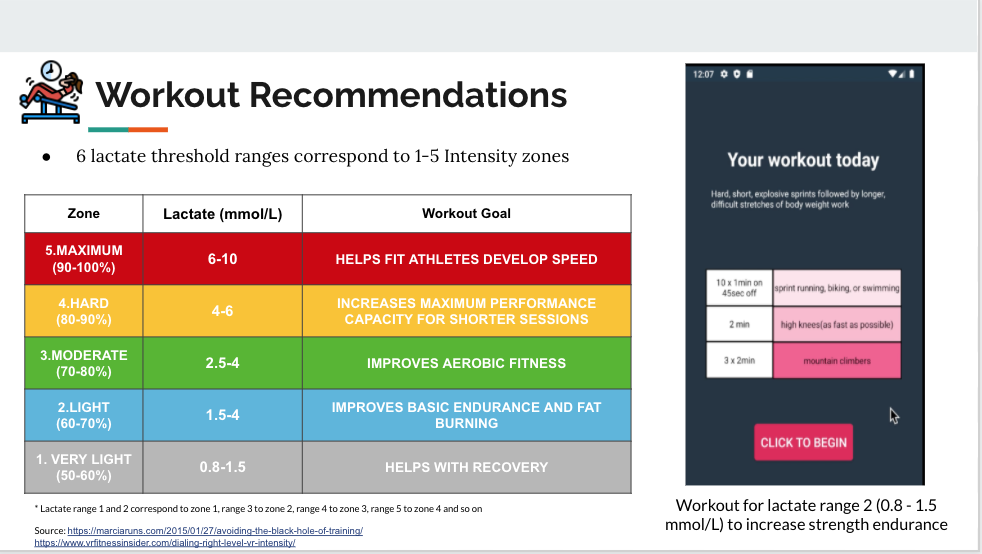 Workout Recommendations
● 6 lactate threshold ranges correspond to 1-5 Intensity zones
Zone
Lactate (mmol/L)
Workout Goal
5.MAXIMUM
(90-100%)
6-10
HELPS FIT ATHLETES DEVELOP SPEED
4.HARD
(80-90%)
4-6
INCREASES MAXIMUM PERFORMANCE
CAPACITY FOR SHORTER SESSIONS
3.MODERATE
(70-80%)
2.5-4
IMPROVES AEROBIC FITNESS
2.LIGHT
(60-70%)
1.5-4
IMPROVES BASIC ENDURANCE AND FAT
BURNING
1. VERY LIGHT
(50-60%)
0.8-1.5
HELPS WITH RECOVERY
* Lactate range 1 and 2 correspond to zone 1, range 3 to zone 2, range 4 to zone 3, range 5 to zone 4 and so on
Source: https://marciaruns.com/2015/01/27/avoiding-the-black-hole-of-training/
https://www.vrfitnessinsider.com/dialing-right-level-vr-intensity/
12:07
Your workout today
Hard, short, explosive sprints followed by longer,
difficult stretches of body weight work
10 x 1min on
45sec off
sprint running, biking, or swimming
2 min
high knees(as fast as possible)
3 x 2min
mountain climbers
CLICK TO BEGIN
Workout for lactate range 2 (0.8 - 1.5
mmol/L) to increase strength endurance